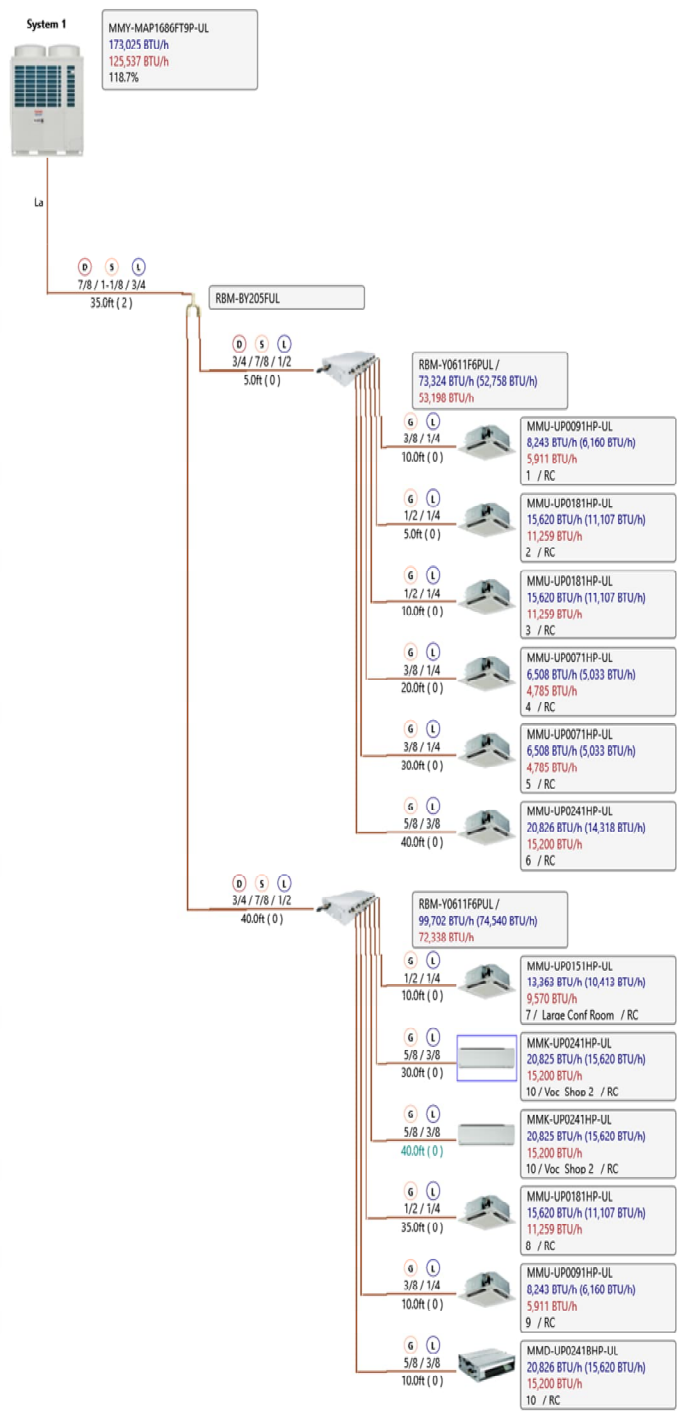 System 1
MMY-MAP1686FT9P-UL
173,025 BTU/h
125,537 BTU/h
118.7%
La
D S L
7/8 / 1-1/8 / 3/4
35.0ft ( 2 )
RBM-BY205FUL
D S L
3/4 / 7/8 / 1/2
5.0ft ( 0 )
RBM-Y0611F6PUL /
73,324 BTU/h (52,758 BTU/h)
53,198 BTU/h
G L
3/8 / 1/4
10.0ft ( 0 )
MMU-UP0091HP-UL
8,243 BTU/h (6,160 BTU/h)
5,911 BTU/h
1 / RC
G L
1/2 / 1/4
5.0ft ( 0 )
MMU-UP0181HP-UL
15,620 BTU/h (11,107 BTU/h)
11,259 BTU/h
2 / RC
G L
1/2 / 1/4
10.0ft ( 0 )
MMU-UP0181HP-UL
15,620 BTU/h (11,107 BTU/h)
11,259 BTU/h
3 / RC
G L
3/8 / 1/4
20.0ft ( 0 )
MMU-UP0071HP-UL
6,508 BTU/h (5,033 BTU/h)
4,785 BTU/h
4 / RC
G L
3/8 / 1/4
30.0ft ( 0 )
MMU-UP0071HP-UL
6,508 BTU/h (5,033 BTU/h)
4,785 BTU/h
5 / RC
G L
5/8 / 3/8
40.0ft ( 0 )
MMU-UP0241HP-UL
20,826 BTU/h (14,318 BTU/h)
15,200 BTU/h
6 / RC
D S L
3/4 / 7/8 / 1/2
40.0ft ( 0 )
RBM-Y0611F6PUL /
99,702 BTU/h (74,540 BTU/h)
72,338 BTU/h
G L
1/2 / 1/4
10.0ft ( 0 )
MMU-UP0151HP-UL
13,363 BTU/h (10,413 BTU/h)
9,570 BTU/h
7 / Large Conf Room / RC
G L
5/8 / 3/8
30.0ft ( 0 )
MMK-UP0241HP-UL
20,825 BTU/h (15,620 BTU/h)
15,200 BTU/h
10 / Voc Shop 2 / RC
G L
5/8 / 3/8
40.0ft ( 0 )
MMK-UP0241HP-UL
20,825 BTU/h (15,620 BTU/h)
15,200 BTU/h
10 / Voc Shop 2 / RC
G L
1/2 / 1/4
35.0ft ( 0 )
MMU-UP0181HP-UL
15,620 BTU/h (11,107 BTU/h)
11,259 BTU/h
8 / RC
G L
3/8 / 1/4
10.0ft ( 0 )
MMU-UP0091HP-UL
8,243 BTU/h (6,160 BTU/h)
5,911 BTU/h
9 / RC
G L
5/8 / 3/8
10.0ft ( 0 )
MMD-UP0241BHP-UL
20,826 BTU/h (15,620 BTU/h)
15,200 BTU/h
10 / RC